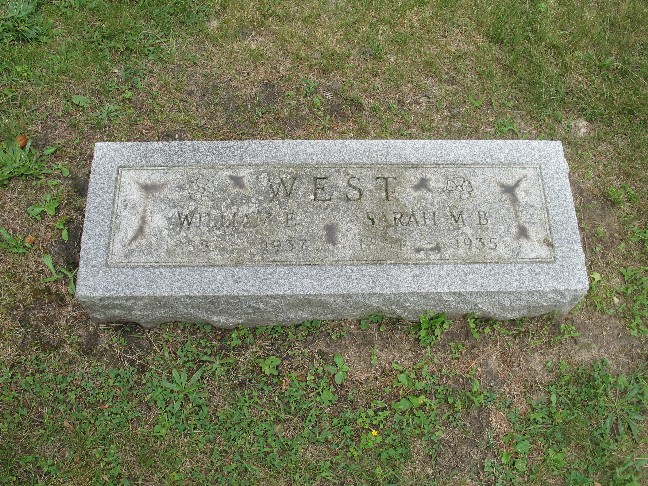 WEST
WILLIAM E. SARAH M. B.
1937 1935